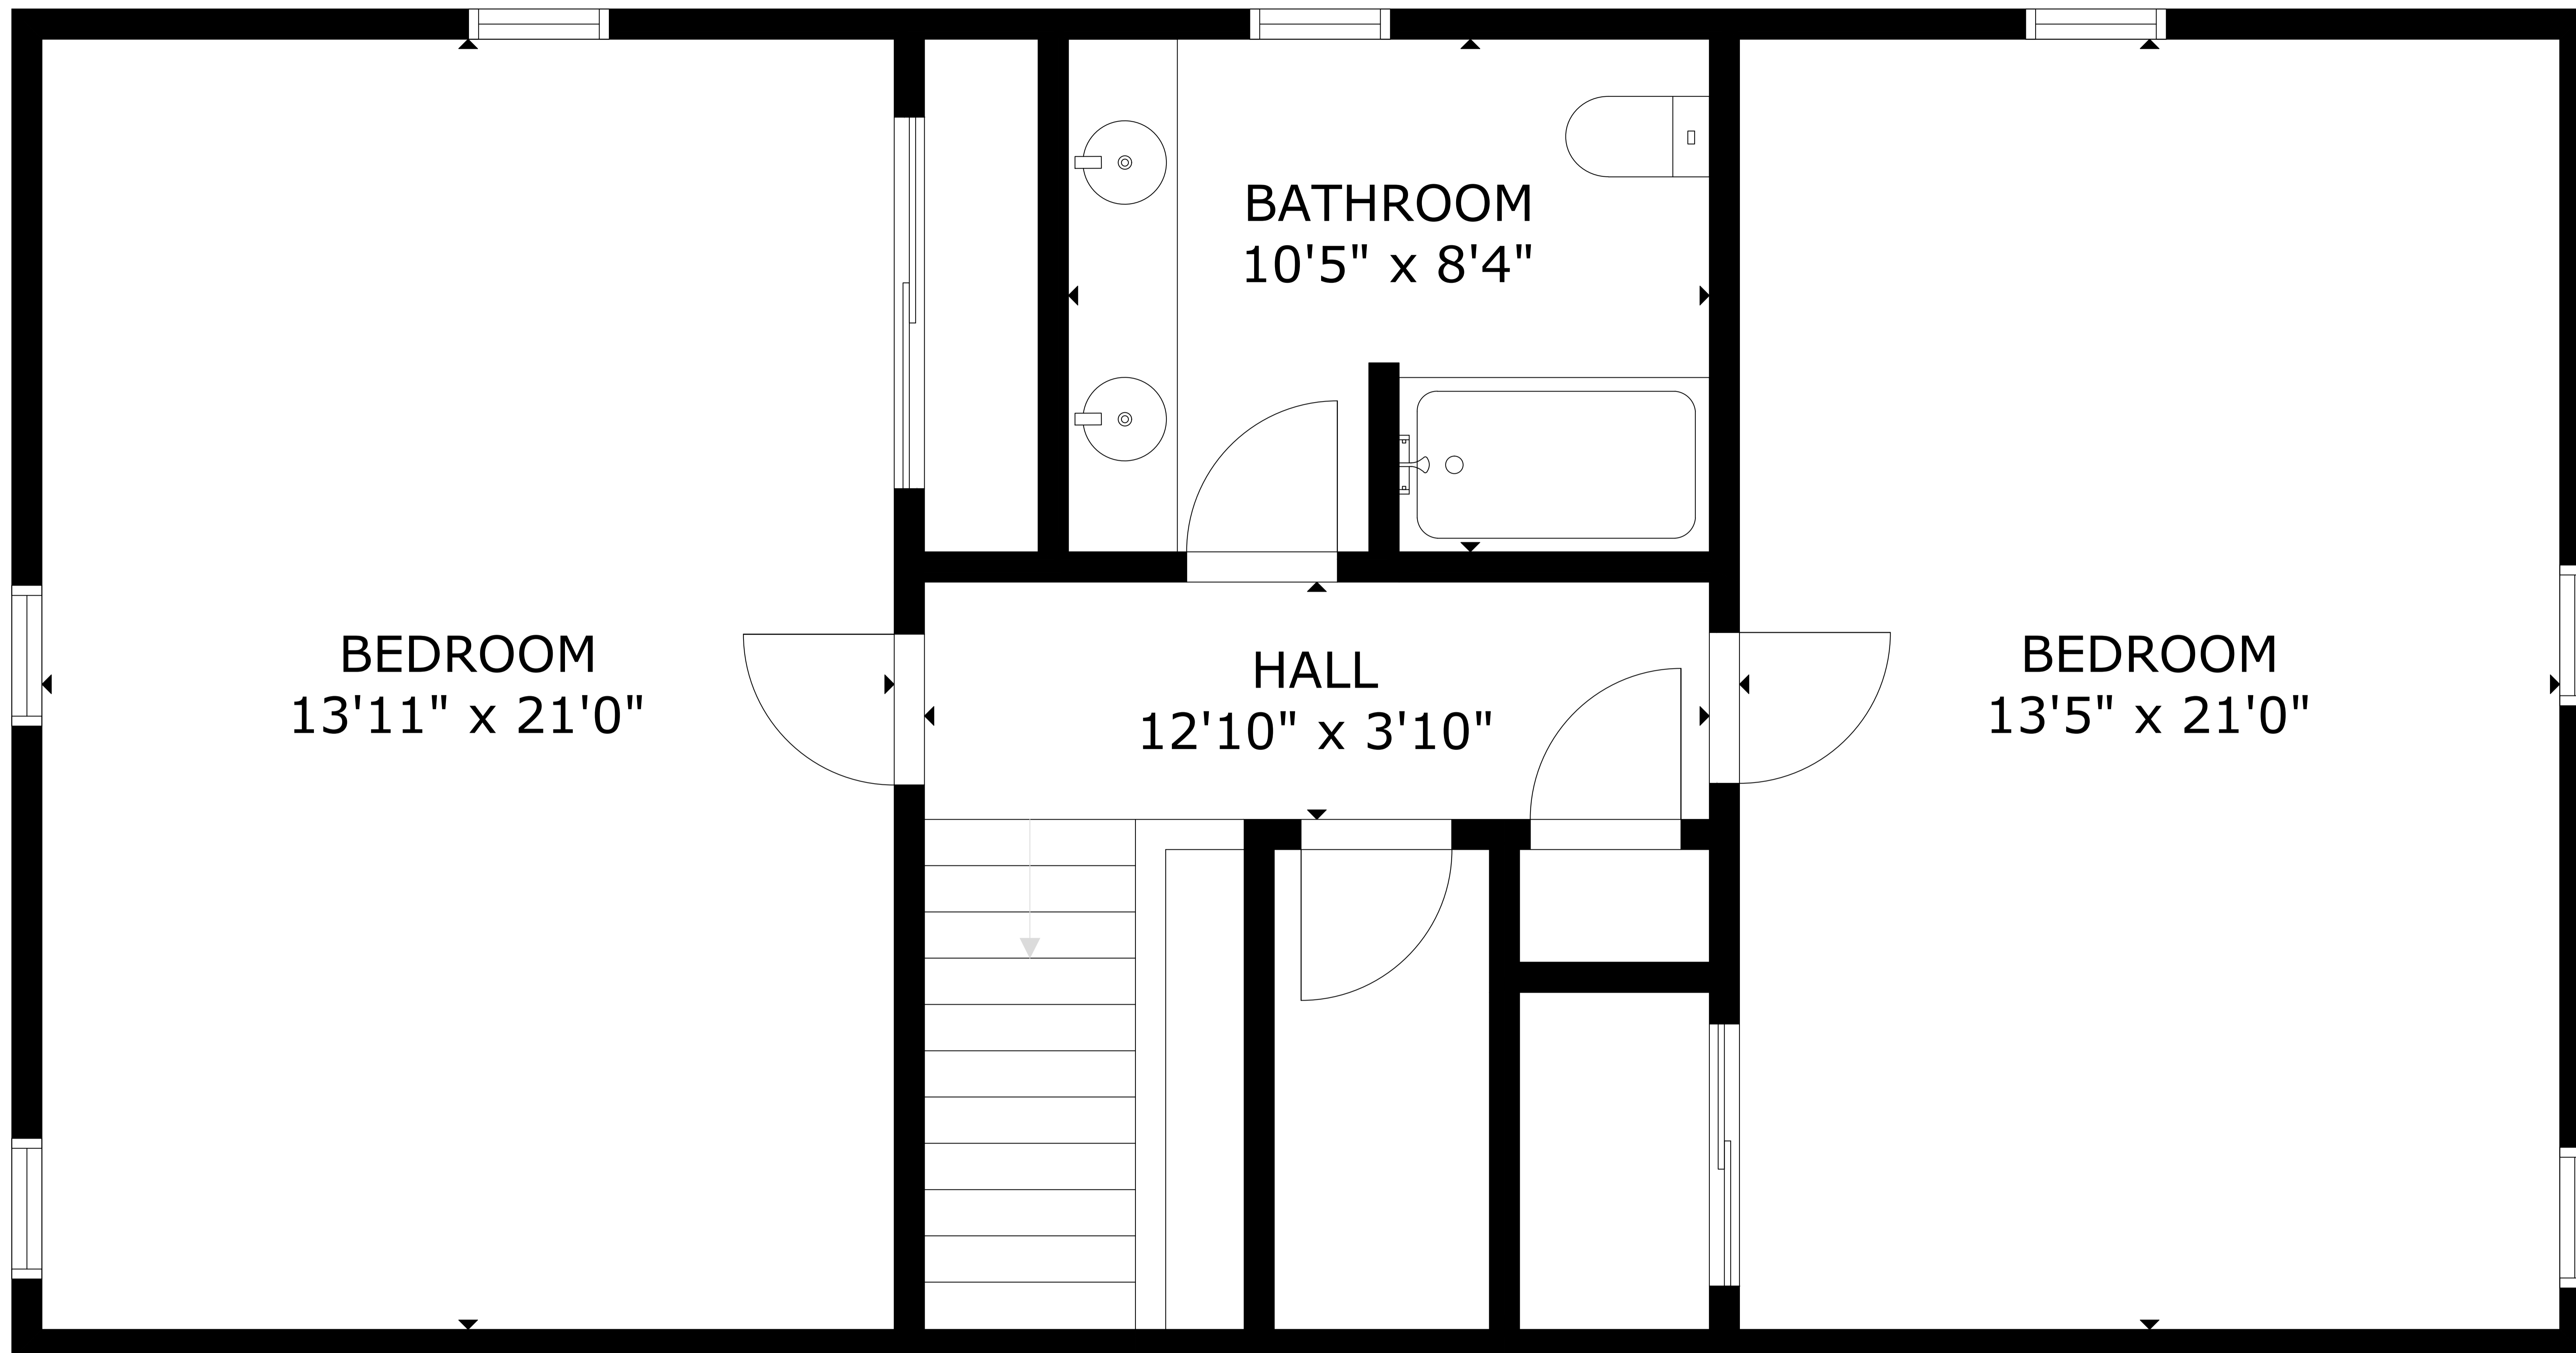 BATHROOM
10'5" x 8'4"
BEDROOM
13'11" x 21'0"
HALL
12'10" x 3'10"
BEDROOM
13'5" x 21'0"